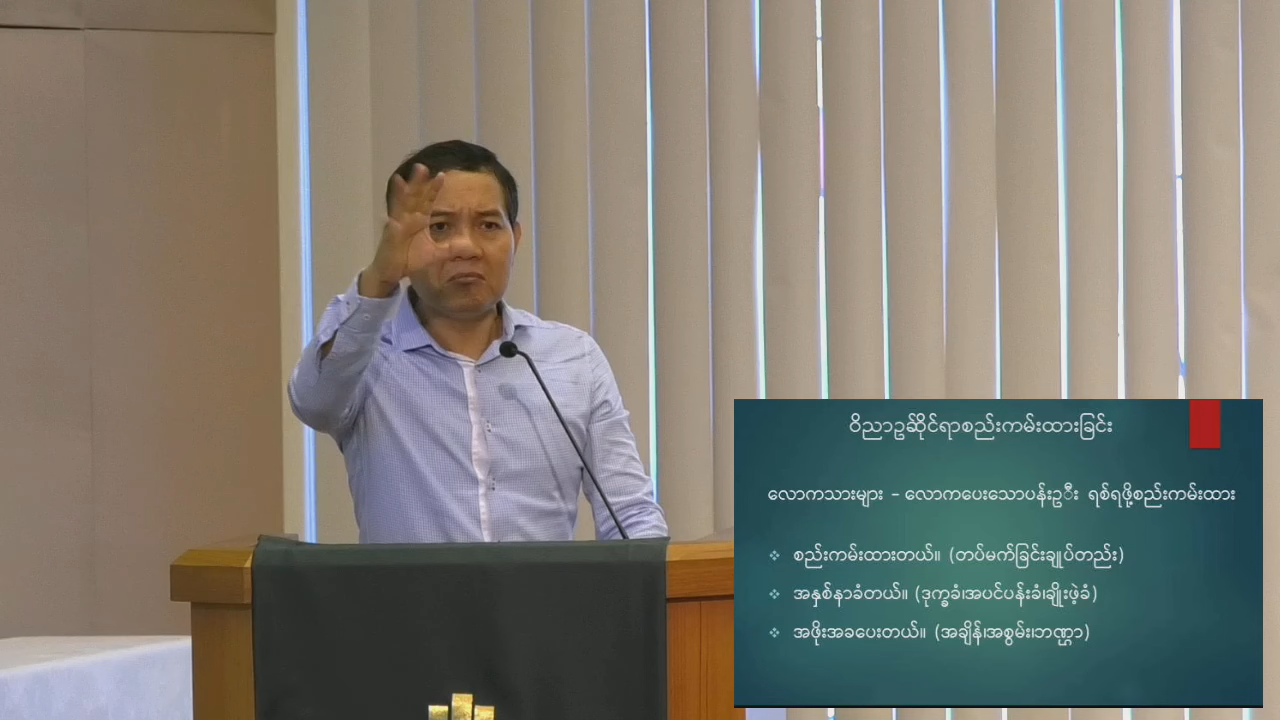 ဝိညာဥ်ဆိုင်ရာစည်းကမ်းထားခြင်း
လောကသားများ – လောကပေးသောပန်းဥိီး ရစ်ရဖို့စည်းကမ်းထား
စည်းကမ်းထားတယ်။ (တပ်မက်ခြင်းချုပ်တည်း)
အနှစ်နာခံတယ်။ (ဒုက္ခခံ၊အပင်ပန်းခံ၊ချိုးဖဲ့ခံ)
အဖိုးအခပေးတယ်။ (အချိန်၊အစွမ်း၊ဘဏ္ဍာ)